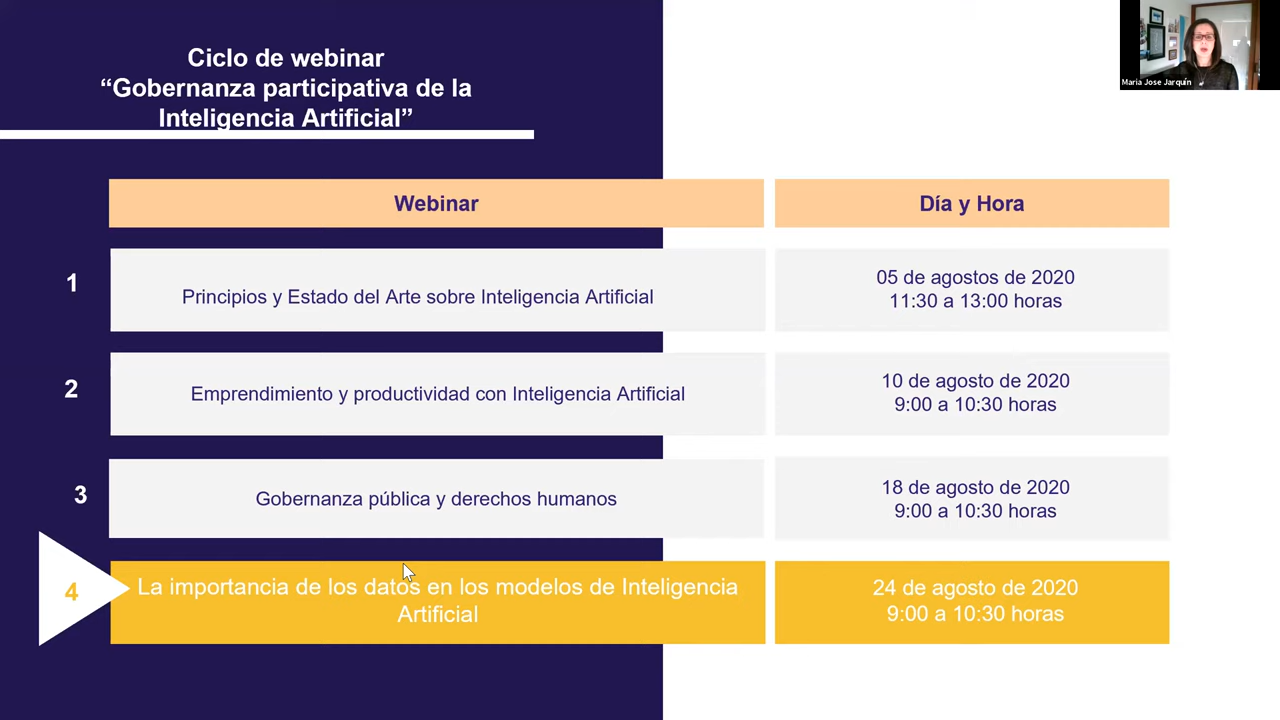 Ciclo de webinar
“Gobernanza participativa de la
Inteligencia Artificial”
Maria Jose Jarquín
Webinar
Día y Hora
1
Principios y Estado del Arte sobre Inteligencia Artificial
05 de agostos de 2020
11:30 a 13:00 horas
2
Emprendimiento y productividad con Inteligencia Artificial
10 de agosto de 2020
9:00 a 10:30 horas
3
Gobernanza pública y derechos humanos
18 de agosto de 2020
9:00 a 10:30 horas
4
La importancia de los datos en los modelos de Inteligencia
Artificial
24 de agosto de 2020
9:00 a 10:30 horas